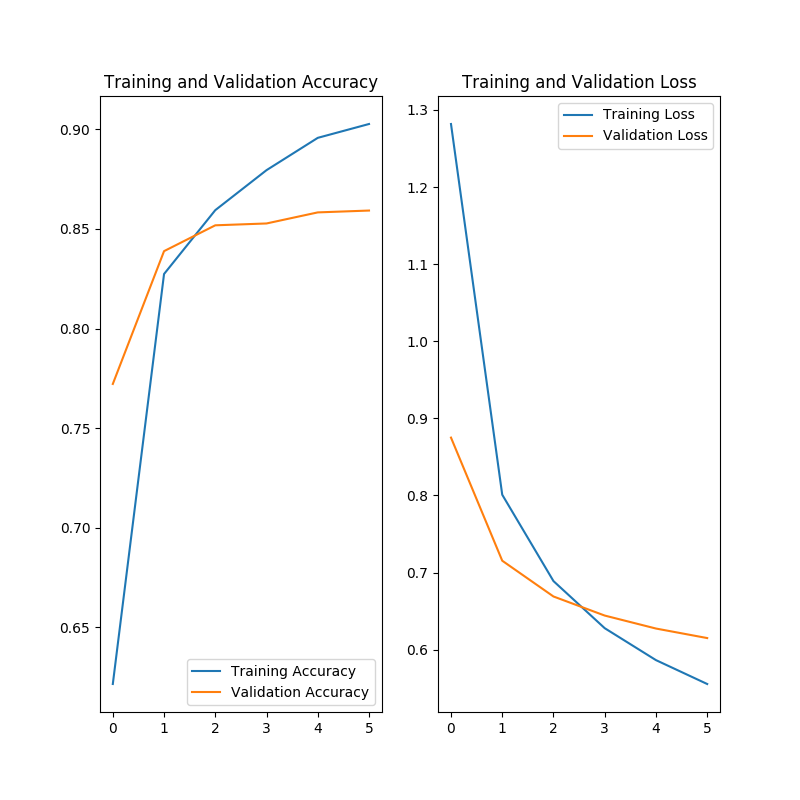 Training and Validation Accuracy
0.90
0.85
0.80
0.75
0.70
0.65
Training Accuracy
Validation Accuracy
0 1 2 3 4 5
Training and Validation Loss
1.3
1.2
1.1
1.0
0.9
0.8
0.7
0.6
Training Loss
Validation Loss
0 1 2 3 4 5